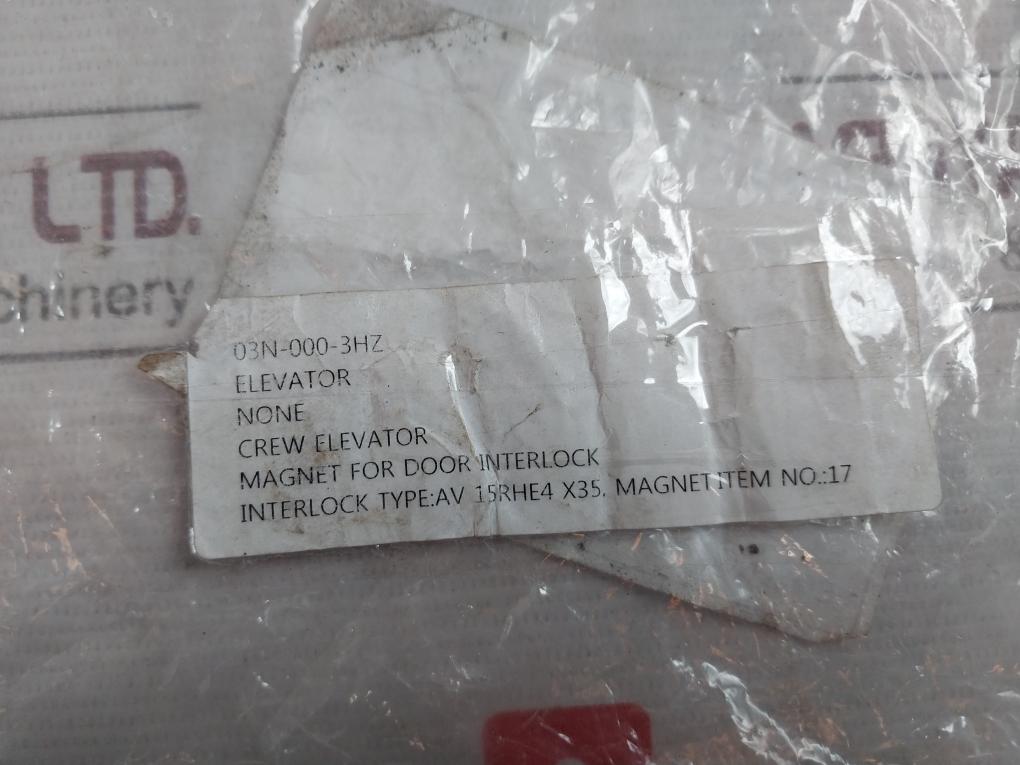 LTD.
chinery
03N-000-3HZ
ELEVATOR
NONE
CREW ELEVATOR
MAGNET FOR DOOR INTERLOCK
INTERLOCK TYPE:AV 15RHE4 X35, MAGNET ITEM NO.:17